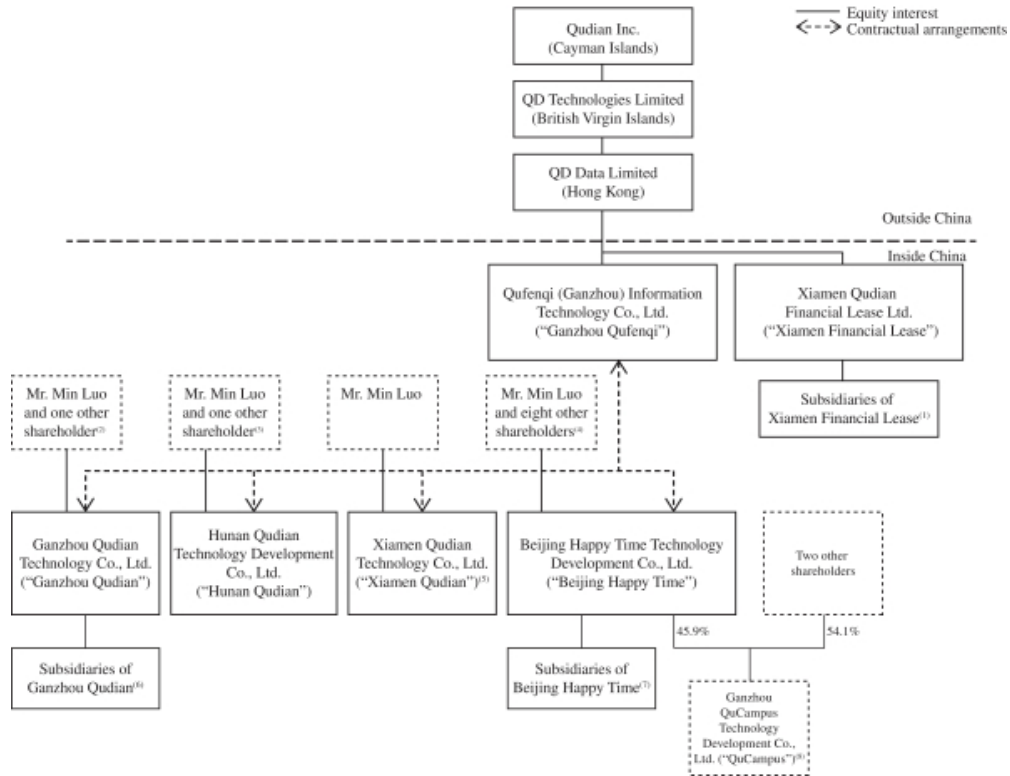 Equity interest
Contractual arrangements
Qudian Inc.
(Cayman Islands)
QD Technologies Limited
(British Virgin Islands)
QD Data Limited
(Hong Kong)
Outside China
Inside China
Qufenqi (Ganzhou) Information
Technology Co., Ltd.
(“Ganzhou Qufenqi”)
Xiamen Qudian
Financial Lease Ltd.
(“Xiamen Financial Lease”)
Subsidiaries of
Xiamen Financial Lease(1)
Mr. Min Luo
and one other
shareholder(2)
Mr. Min Luo
and one other
shareholder(3)
Mr. Min Luo
Mr. Min Luo
and eight other
shareholders(4)
Ganzhou Qudian
Technology Co., Ltd.
(“Ganzhou Qudian”)
Hunan Qudian
Technology Development
Co., Ltd.
(“Hunan Qudian”)
Xiamen Qudian
Technology Co., Ltd.
(“Xiamen Qudian”)(5)
Beijing Happy Time Technology
Development Co., Ltd.
(“Beijing Happy Time”)
Two other
shareholders
45.9%
54.1%
Subsidiaries of
Ganzhou Qudian(6)
Subsidiaries of
Beijing Happy Time(7)
Ganzhou
QuCampus
Technology
Development Co.,
Ltd. (“QuCampus”)(8)